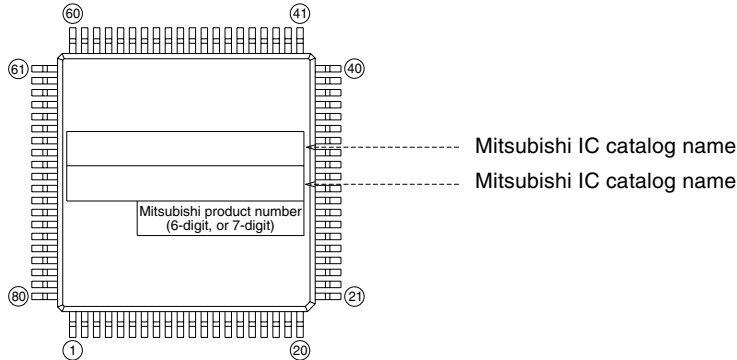 60 41
61 40
Mitsubishi IC catalog name
Mitsubishi IC catalog name
Mitsubishi product number
(6-digit, or 7-digit)
80 21
1 20